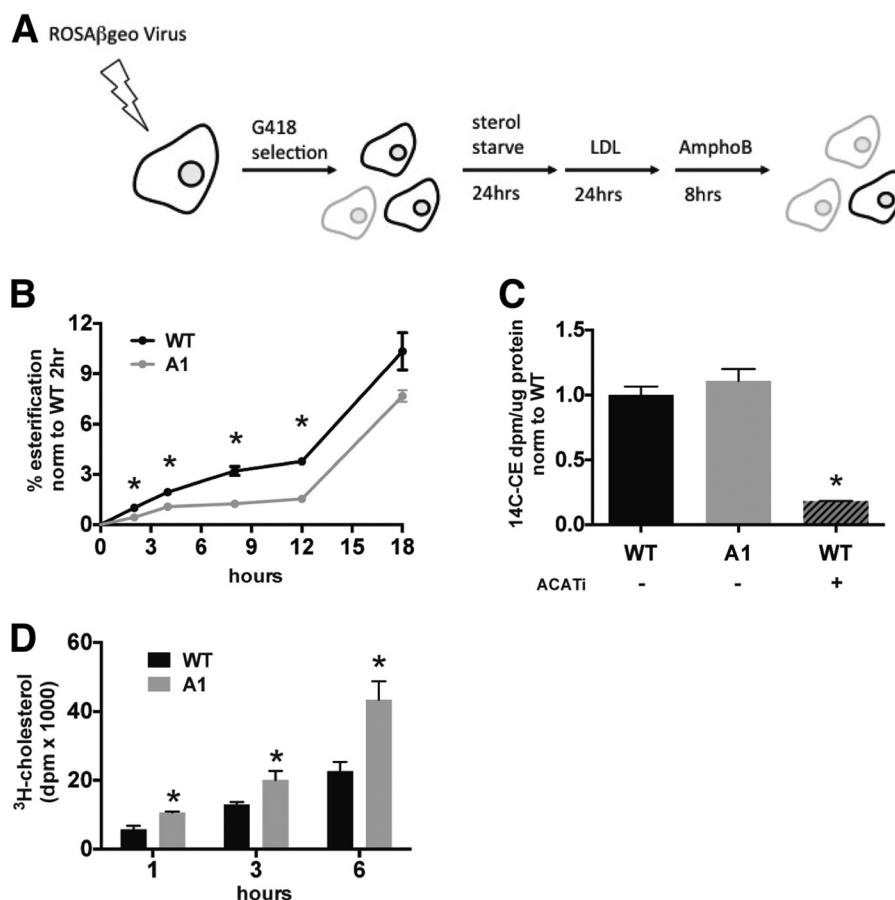 A
ROSAβgeo Virus
G418
selection
sterol
starve
24hrs
LDL
24hrs
AmphoB
8hrs
B
% esterification
norm to WT 2hr
12
9
6
3
0
WT
A1
*
*
*
*
0 3 6 9 12 15 18
hours
C
14C-CE dpm/ug protein
norm to WT
1.5
1.0
0.5
0.0
*
WT A1 WT
ACATi - - +
D
³H-cholesterol
(dpm x 1000)
60
40
20
0
WT
A1
*
*
*
1 3 6
hours